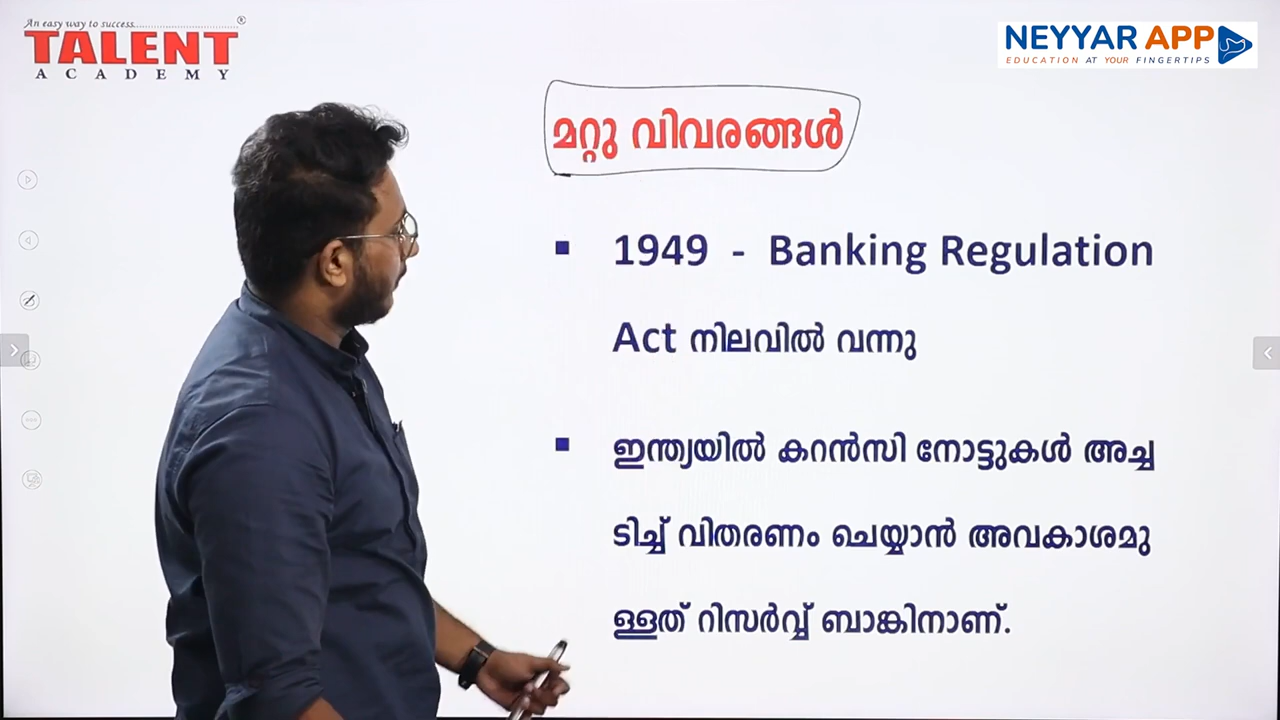 An easy way to success
TALENT
ACADEMY
NEYYAR APP
EDUCATION AT YOUR FINGERTIPS
മറ്റു വിവരങ്ങൾ
▪ 1949 - Banking Regulation
Act നിലവിൽ വന്നു
▪ ഇന്ത്യയിൽ കറൻസി നോട്ടുകൾ അച്ച
ടിച്ച് വിതരണം ചെയ്യാൻ അവകാശമു
ള്ളത് റിസർവ്വ് ബാങ്കിനാണ്.